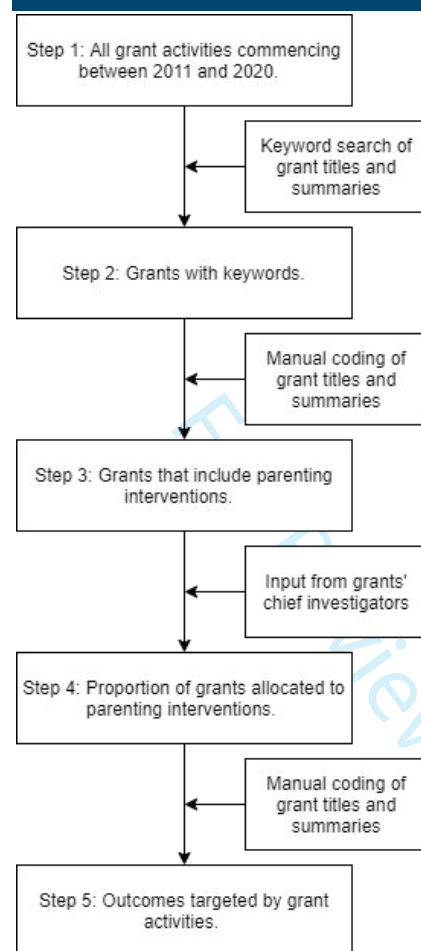 Step 1: All grant activities commencing
between 2011 and 2020.
Keyword search of
grant titles and
summaries
Step 2: Grants with keywords.
Manual coding of
grant titles and
summaries
Step 3: Grants that include parenting
interventions.
Input from grants'
chief investigators
Step 4: Proportion of grants allocated to
parenting interventions.
Manual coding of
grant titles and
summaries
Step 5: Outcomes targeted by grant
activities.